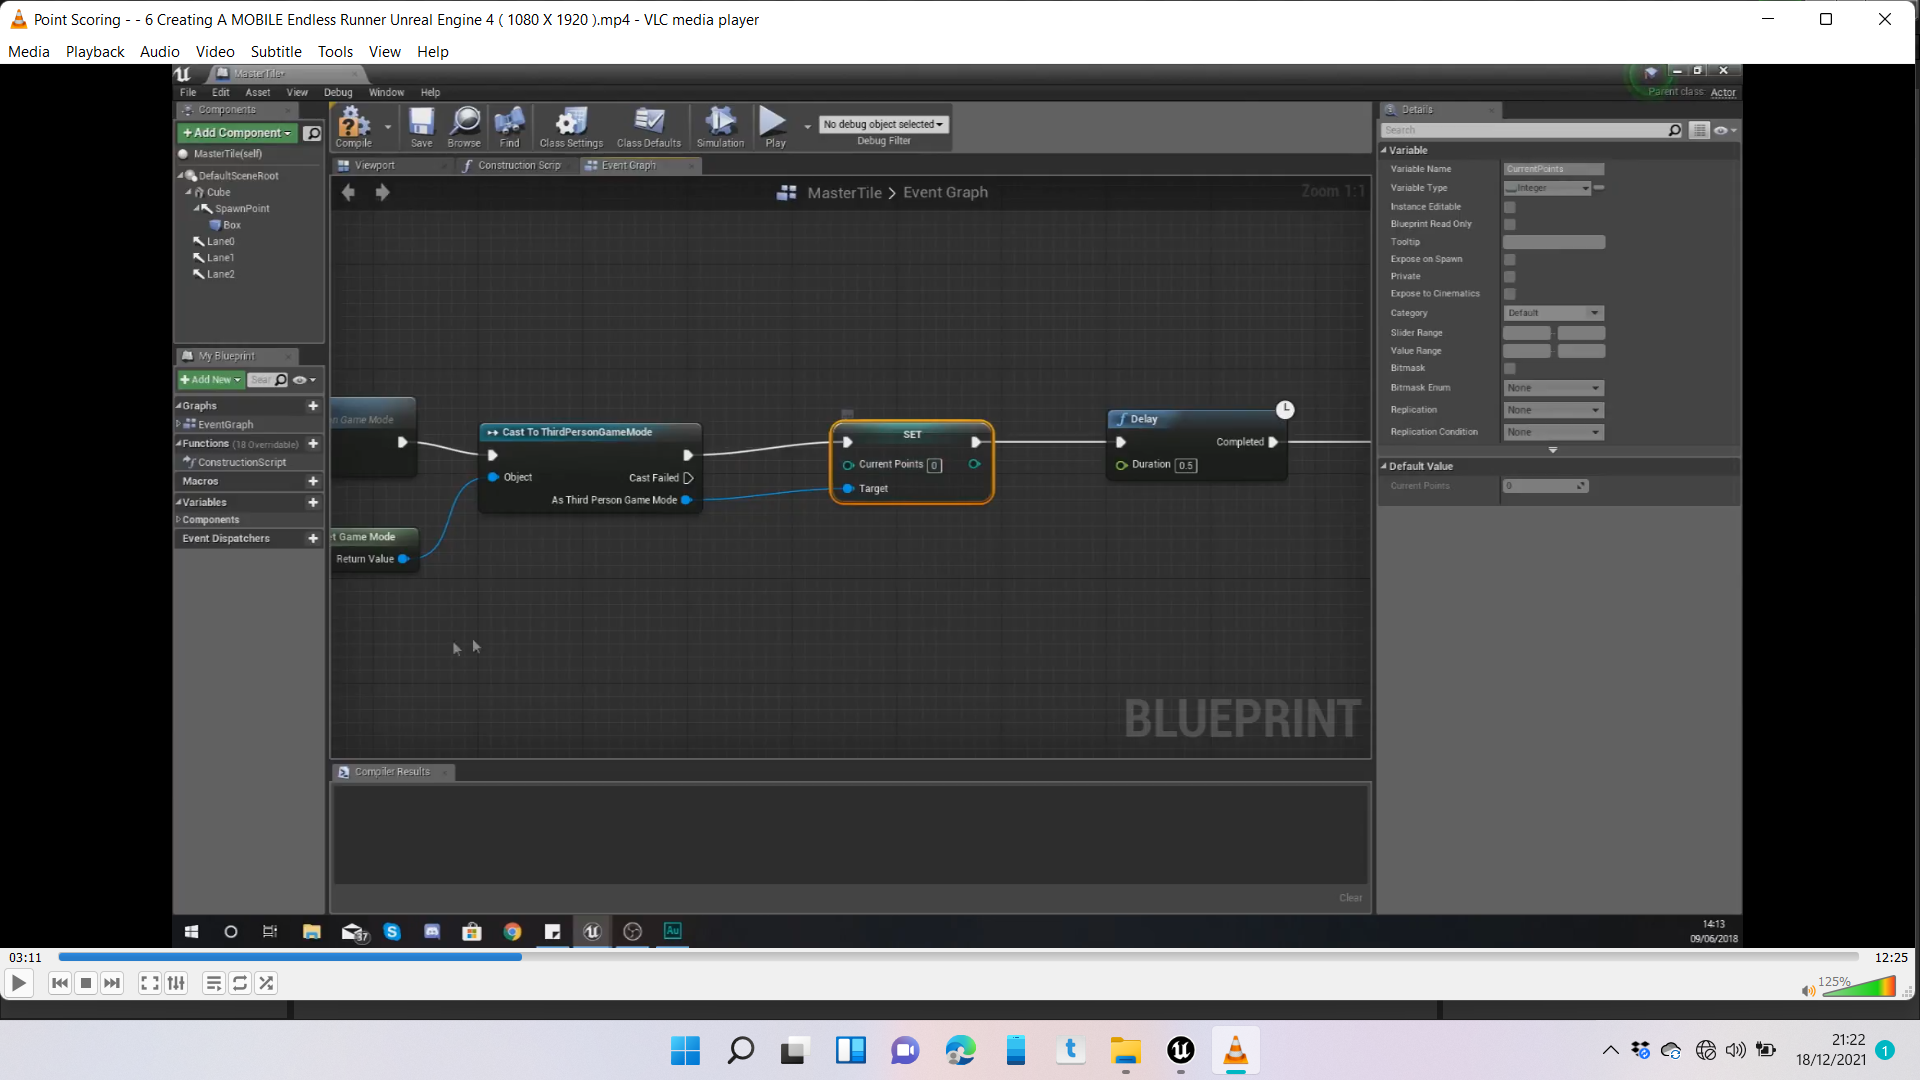 Point Scoring - - 6 Creating A MOBILE Endless Runner Unreal Engine 4 ( 1080 X 1920 ).mp4 - VLC media player
Media Playback Audio Video Subtitle Tools View Help
MasterTile*
File Edit Asset View Debug Window Help
Parent class: Actor
Components
+Add Component
MasterTile(self)
DefaultSceneRoot
Cube
SpawnPoint
Box
Lane0
Lane1
Lane2
Compile Save Browse Find Class Settings Class Defaults Simulation Play
No debug object selected
Debug Filter
Viewport Construction Scrip Event Graph
MasterTile > Event Graph
Zoom 1:1
My Blueprint
+Add New Sear
Graphs
EventGraph
Functions (18 Overridable)
ConstructionScript
Macros
Variables
Components
Event Dispatchers
n Game Mode
t Game Mode
Return Value
Cast To ThirdPersonGameMode
Object
Cast Failed
As Third Person Game Mode
SET
Current Points 0
Target
Delay
Completed
Duration 0.5
BLUEPRINT
Compiler Results
Clear
Details
Search
Variable
Variable Name CurrentPoints
Variable Type Integer
Instance Editable
Blueprint Read Only
Tooltip
Expose on Spawn
Private
Expose to Cinematics
Category Default
Slider Range
Value Range
Bitmask
Bitmask Enum None
Replication None
Replication Condition None
Default Value
Current Points 0
37
Au
14:13
09/06/2018
03:11
12:25
125%
21:22
18/12/2021
1